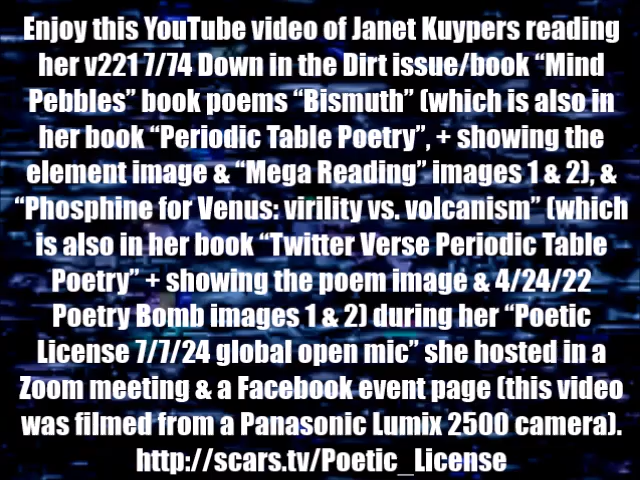 Enjoy this YouTube video of Janet Kuypers reading
her v221 7/74 Down in the Dirt issue/book “Mind
Pebbles” book poems “Bismuth” (which is also in
her book “Periodic Table Poetry”, + showing the
element image & “Mega Reading” images 1 & 2), &
“Phosphine for Venus: virility vs. volcanism” (which
is also in her book “Twitter Verse Periodic Table
Poetry” + showing the poem image & 4/24/22
Poetry Bomb images 1 & 2) during her “Poetic
License 7/7/24 global open mic” she hosted in a
Zoom meeting & a Facebook event page (this video
was filmed from a Panasonic Lumix 2500 camera).
http://scars.tv/Poetic_License